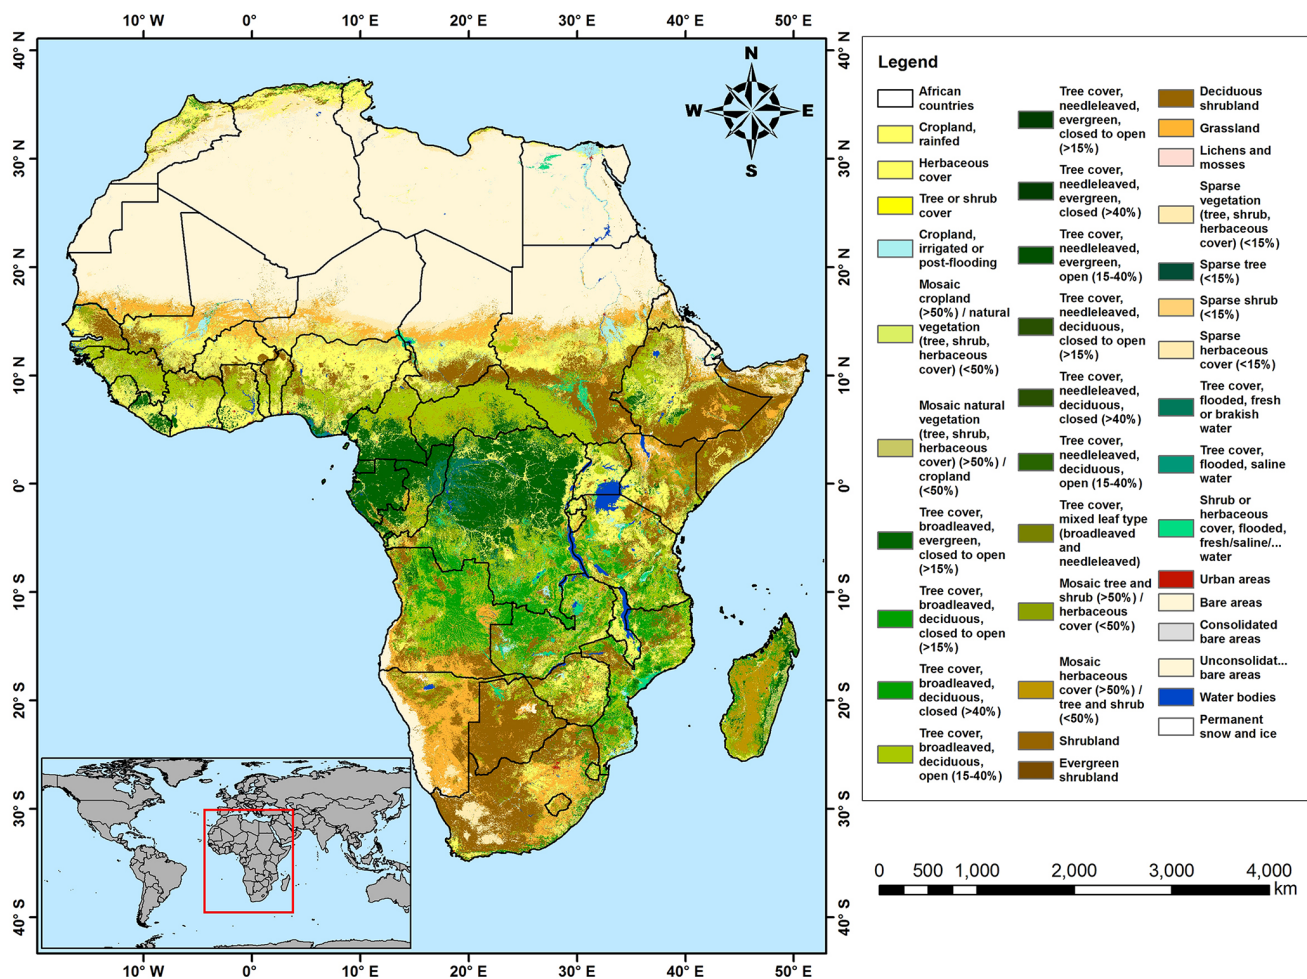 10° W 0° 10° E 20° E 30° E 40° E 50° E
40° N
30° N
20° N
10° N
0°
10° S
20° S
30° S
40° S
N
W E
S
40° N
30° N
20° N
10° N
0°
10° S
20° S
30° S
40° S
10° W 0° 10° E 20° E 30° E 40° E 50° E
Legend
African
countries
Cropland,
rainfed
Herbaceous
cover
Tree or shrub
cover
Cropland,
irrigated or
post-flooding
Mosaic
cropland
(>50%) / natural
vegetation
(tree, shrub,
herbaceous
cover) (<50%)
Mosaic natural
vegetation
(tree, shrub,
herbaceous
cover) (>50%) /
cropland
(<50%)
Tree cover,
broadleaved,
evergreen,
closed to open
(>15%)
Tree cover,
broadleaved,
deciduous,
closed to open
(>15%)
Tree cover,
broadleaved,
deciduous,
closed (>40%)
Tree cover,
broadleaved,
deciduous,
open (15-40%)
Tree cover,
needleleaved,
evergreen,
closed to open
(>15%)
Tree cover,
needleleaved,
evergreen,
closed (>40%)
Tree cover,
needleleaved,
evergreen,
open (15-40%)
Tree cover,
needleleaved,
deciduous,
closed to open
(>15%)
Tree cover,
needleleaved,
deciduous,
closed (>40%)
Tree cover,
needleleaved,
deciduous,
open (15-40%)
Tree cover,
mixed leaf type
(broadleaved
and
needleleaved)
Mosaic tree and
shrub (>50%) /
herbaceous
cover (<50%)
Mosaic
herbaceous
cover (>50%) /
tree and shrub
(<50%)
Shrubland
Evergreen
shrubland
Deciduous
shrubland
Grassland
Lichens and
mosses
Sparse
vegetation
(tree, shrub,
herbaceous
cover) (<15%)
Sparse tree
(<15%)
Sparse shrub
(<15%)
Sparse
herbaceous
cover (<15%)
Tree cover,
flooded, fresh
or brakish
water
Tree cover,
flooded, saline
water
Shrub or
herbaceous
cover, flooded,
fresh/saline/...
water
Urban areas
Bare areas
Consolidated
bare areas
Unconsolidat...
bare areas
Water bodies
Permanent
snow and ice
0 500 1,000 2,000 3,000 4,000
km